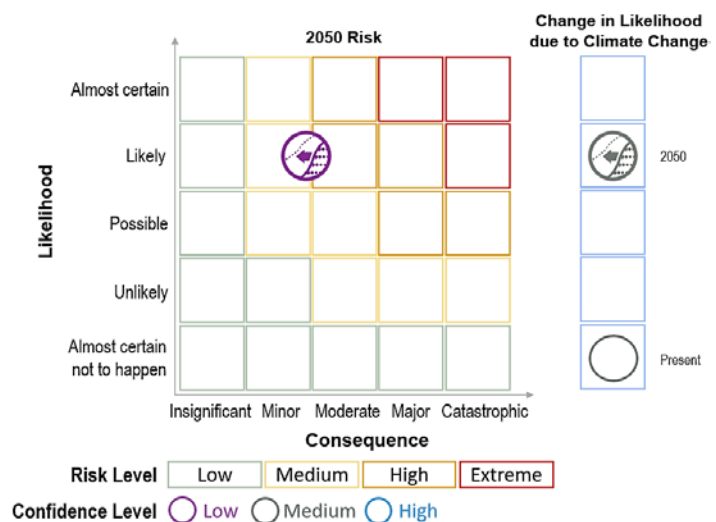 2050 Risk
Change in Likelihood
due to Climate Change
Likelihood
Almost certain
Likely
2050
Possible
Unlikely
Almost certain
not to happen
Present
Insignificant Minor Moderate Major Catastrophic
Consequence
Risk Level Low Medium High Extreme
Confidence Level Low Medium High